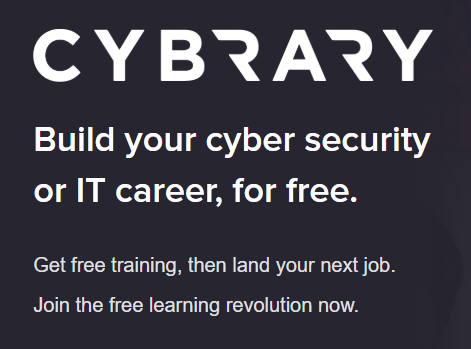 CYBRARY
Build your cyber security
or IT career, for free.
Get free training, then land your next job.
Join the free learning revolution now.